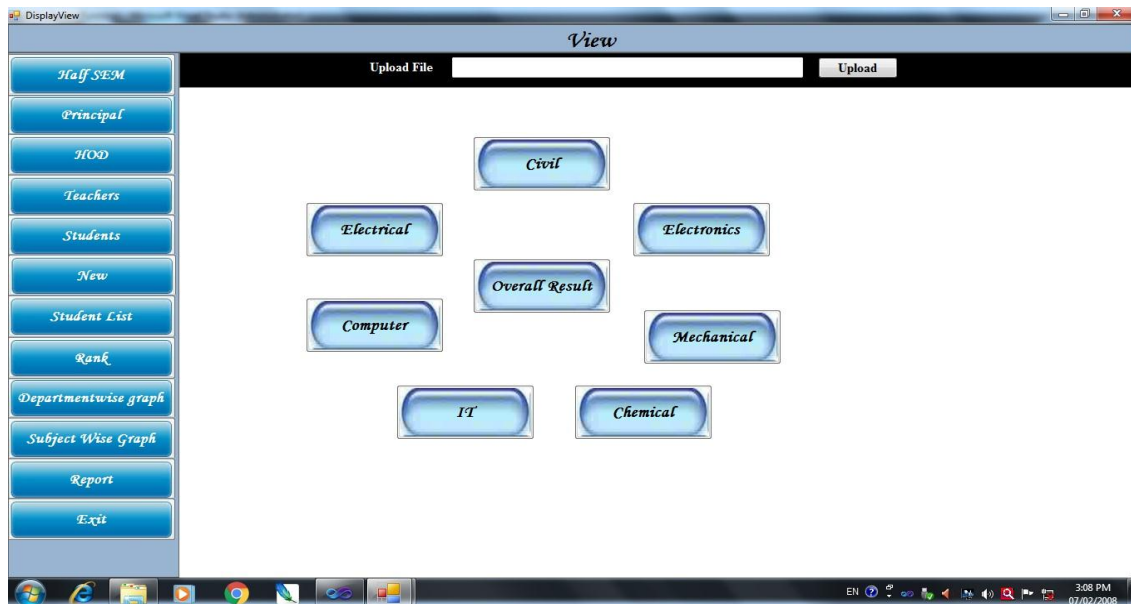 DisplayView
View
Upload File Upload
Half SEM
Principal
HOD
Teachers
Students
New
Student List
Rank
Departmentwise graph
Subject Wise Graph
Report
Exit
Civil
Electrical Electronics
Overall Result
Computer Mechanical
IT Chemical
EN 3:08 PM
07/02/2008